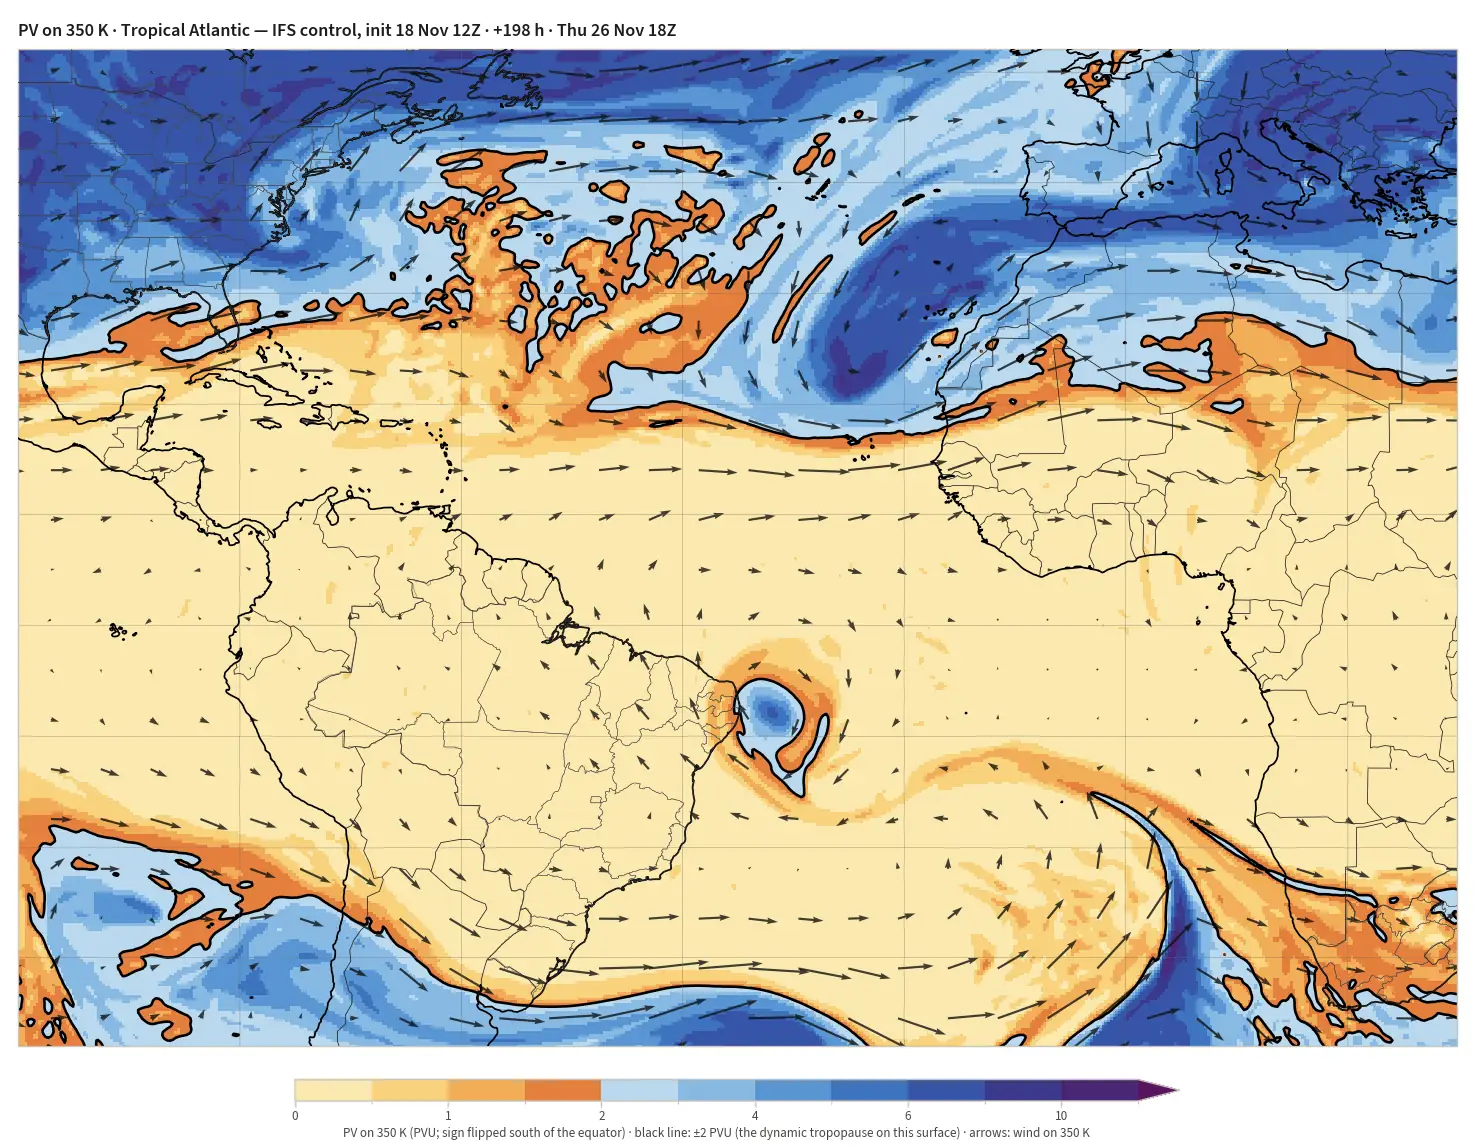 PV on 350 K · Tropical Atlantic — IFS control, init 18 Nov 12Z · +198 h · Thu 26 Nov 18Z
0 1 2 4 6 10
PV on 350 K (PVU; sign flipped south of the equator) · black line: ±2 PVU (the dynamic tropopause on this surface) · arrows: wind on 350 K